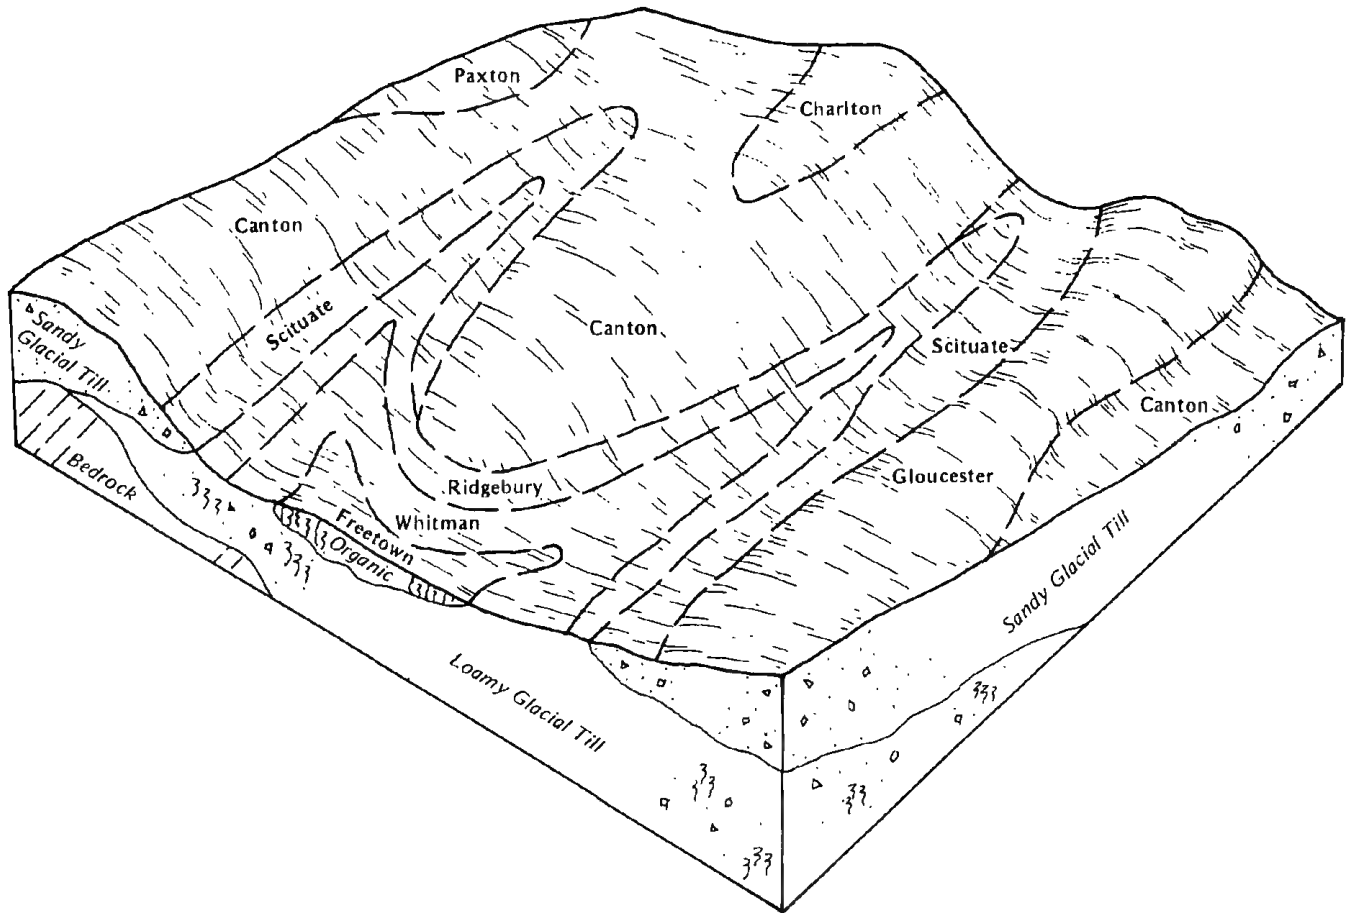 Paxton
Charlton
Canton
Scituate
Canton
Scituate
Canton
Sandy
Glacial Till
Gloucester
Bedrock
Ridgebury
Whitman
Freetown
Organic
Sandy Glacial Till
Loamy Glacial Till